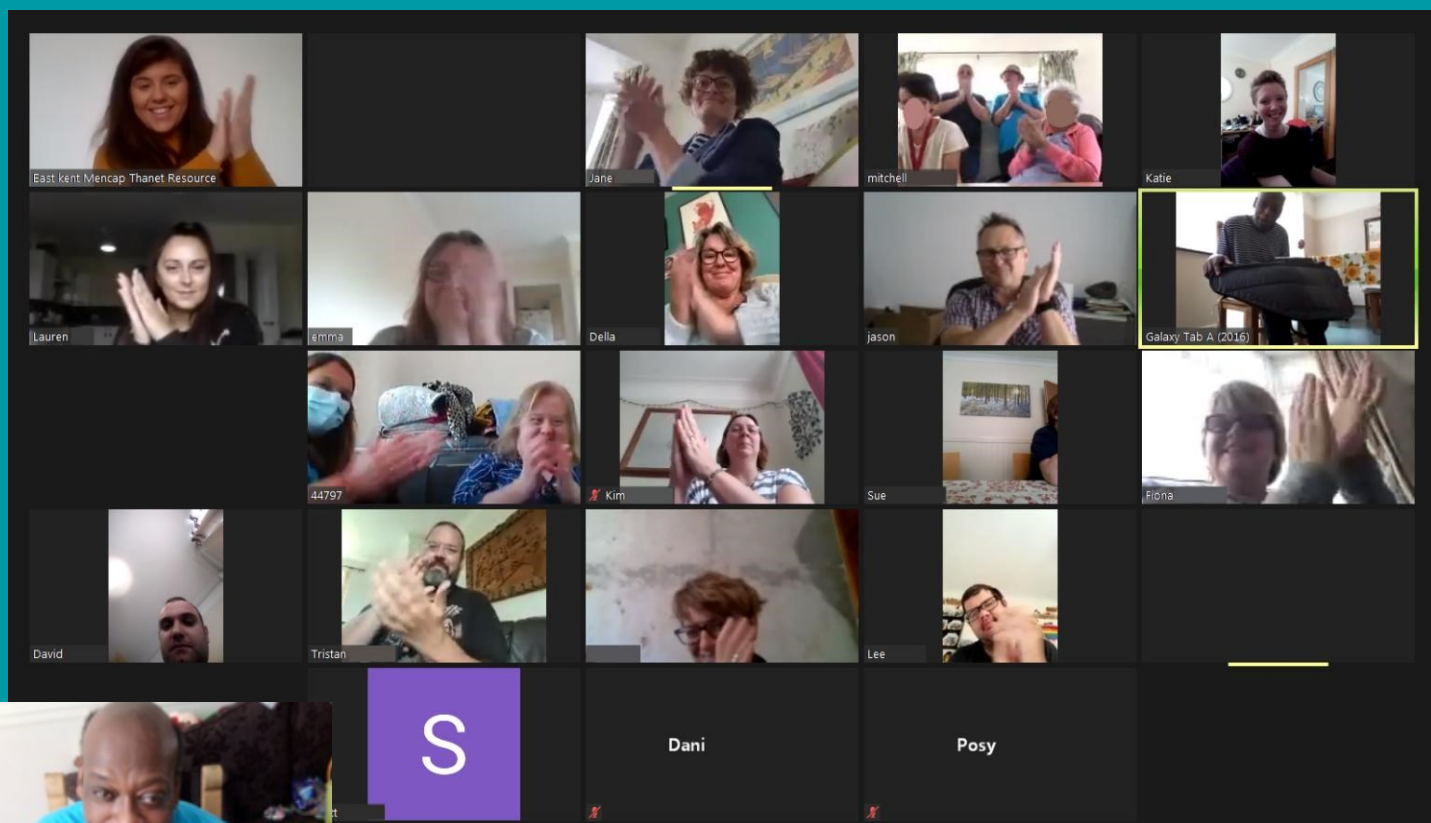 East kent Mencap Thanet Resource
Jane
mitchell
Katie
Lauren
emma
Della
jason
Galaxy Tab A (2016)
44797
Kim
Sue
Fiona
David
Tristan
Lee
S
tt
Dani
Posy